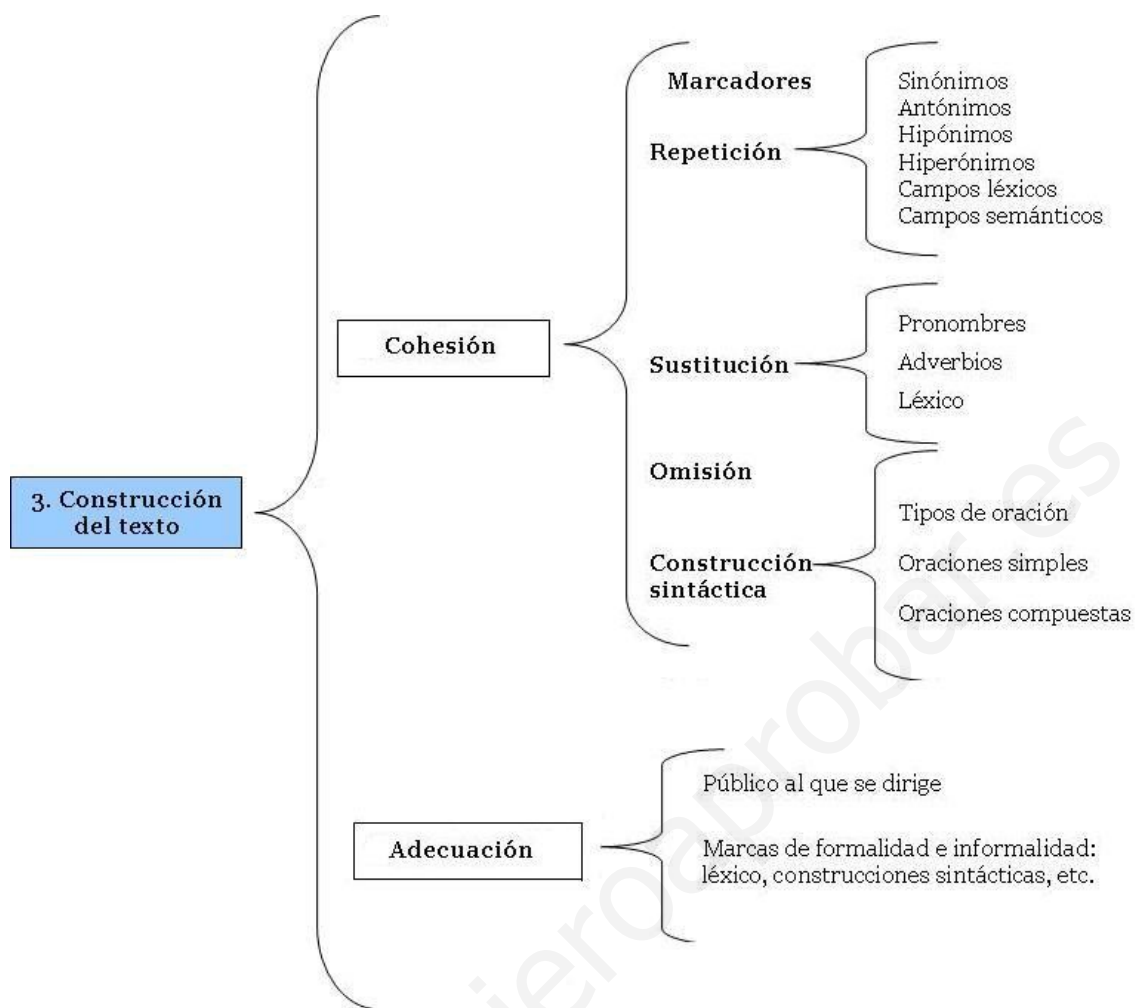 Marcadores
Repetición
Sinónimos
Antónimos
Hipónimos
Hiperónimos
Campos léxicos
Campos semánticos
Cohesión
Sustitución
Pronombres
Adverbios
Léxico
3. Construcción
del texto
Omisión
Construcción
sintáctica
Tipos de oración
Oraciones simples
Oraciones compuestas
Adecuación
Público al que se dirige
Marcas de formalidad e informalidad:
léxico, construcciones sintácticas, etc.
ieroaprobar.es